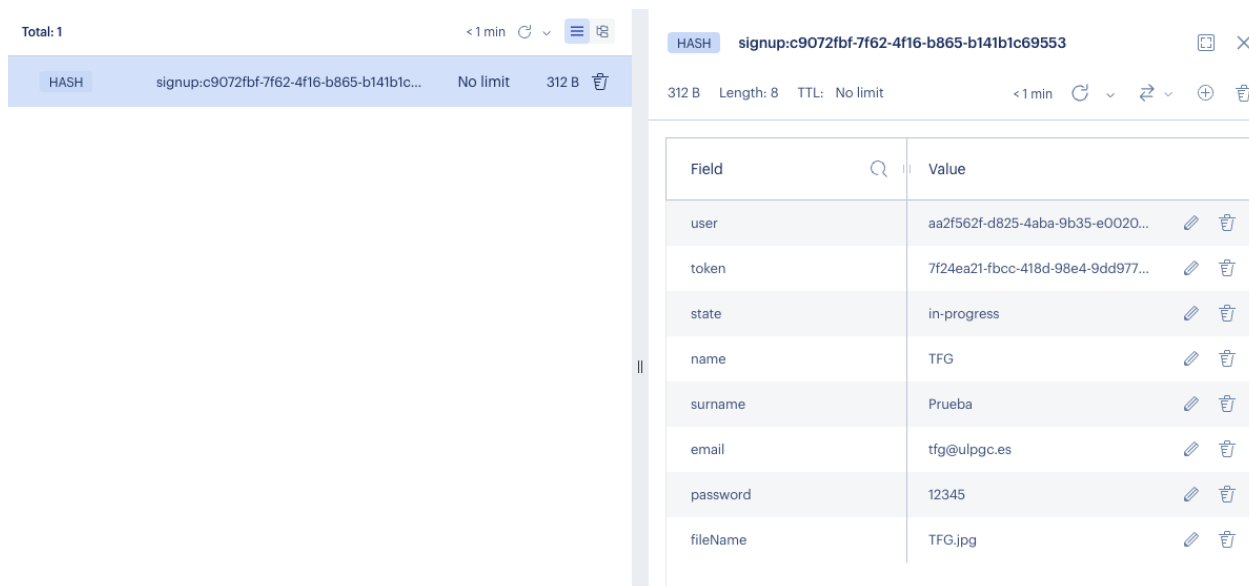 Total: 1
< 1 min
HASH signup:c9072fbf-7f62-4f16-b865-b141b1c... No limit 312 B
HASH signup:c9072fbf-7f62-4f16-b865-b141b1c69553
312 B Length: 8 TTL: No limit < 1 min
Field Value
user aa2f562f-d825-4aba-9b35-e0020...
token 7f24ea21-fbcc-418d-98e4-9dd977...
state in-progress
name TFG
surname Prueba
email tfg@ulpgc.es
password 12345
fileName TFG.jpg